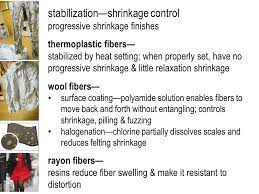 stabilization—shrinkage control
progressive shrinkage finishes
thermoplastic fibers—
stabilized by heat setting; when properly set, have no
progressive shrinkage & little relaxation shrinkage
wool fibers—
• surface coating—polyamide solution enables fibers to
move back and forth without entangling; controls
shrinkage, pilling & fuzzing
• halogenation—chlorine partially dissolves scales and
reduces felting shrinkage
rayon fibers—
resins reduce fiber swelling & make it resistant to
distortion